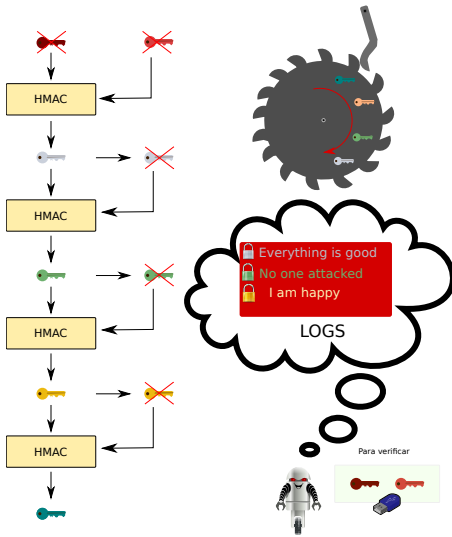 HMAC
HMAC
HMAC
HMAC
Everything is good
No one attacked
I am happy
LOGS
Para verificar